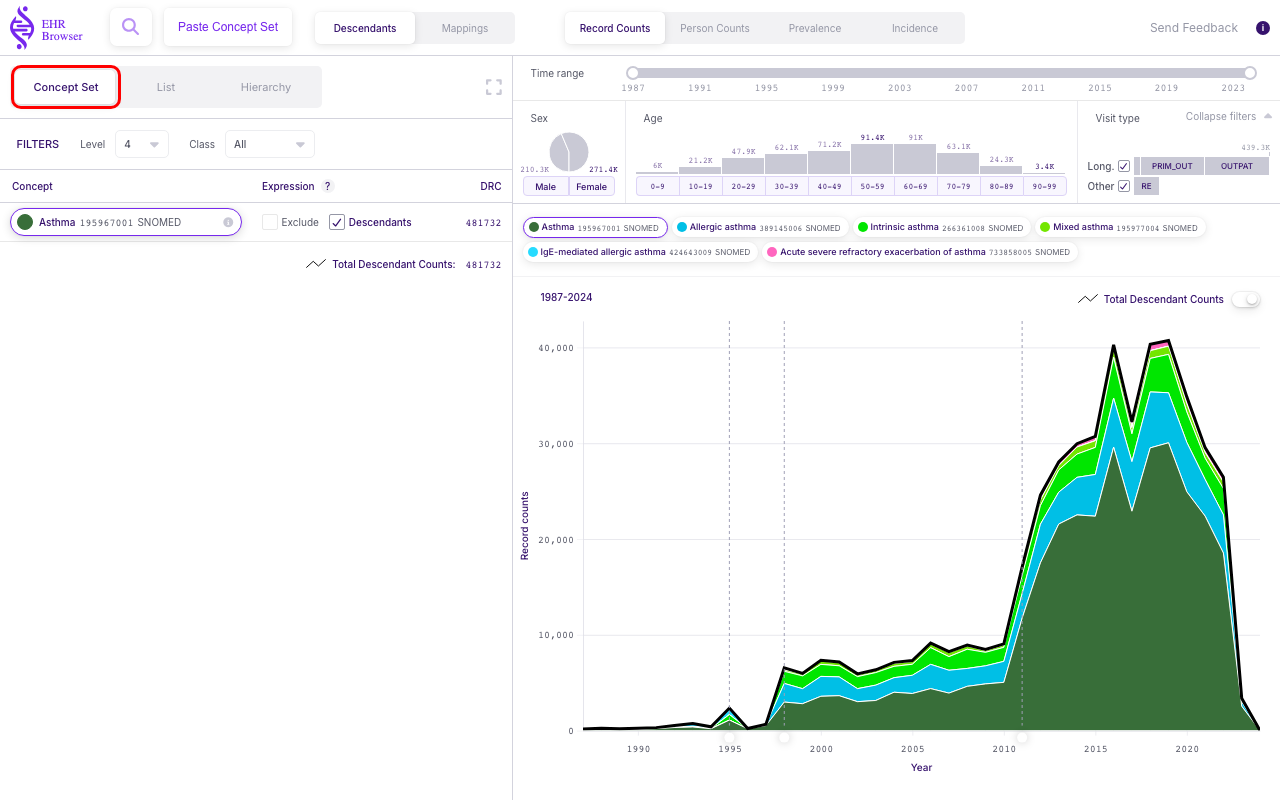 EHR
Browser
Paste Concept Set
Descendants
Mappings
Record Counts
Person Counts
Prevalence
Incidence
Send Feedback
i
Concept Set
List
Hierarchy
FILTERS
Level
4
Class
All
Concept
Expression ?
DRC
Asthma 195967001 SNOMED i
Exclude
Descendants
481732
Total Descendant Counts: 481732
Time range
1987 1991 1995 1999 2003 2007 2011 2015 2019 2023
Sex
210.3K 271.4K
Male Female
Age
6K 21.2K 47.9K 62.1K 71.2K 91.4K 91K 63.1K 24.3K 3.4K
0-9 10-19 20-29 30-39 40-49 50-59 60-69 70-79 80-89 90-99
Visit type
Collapse filters
439.3K
Long. PRIM_OUT OUTPAT
Other RE
Asthma 195967001 SNOMED
Allergic asthma 389145006 SNOMED
Intrinsic asthma 266361008 SNOMED
Mixed asthma 195977004 SNOMED
IgE-mediated allergic asthma 424643009 SNOMED
Acute severe refractory exacerbation of asthma 733858005 SNOMED
1987-2024
Total Descendant Counts
40,000
30,000
20,000
10,000
0
Record counts
1990 1995 2000 2005 2010 2015 2020
Year